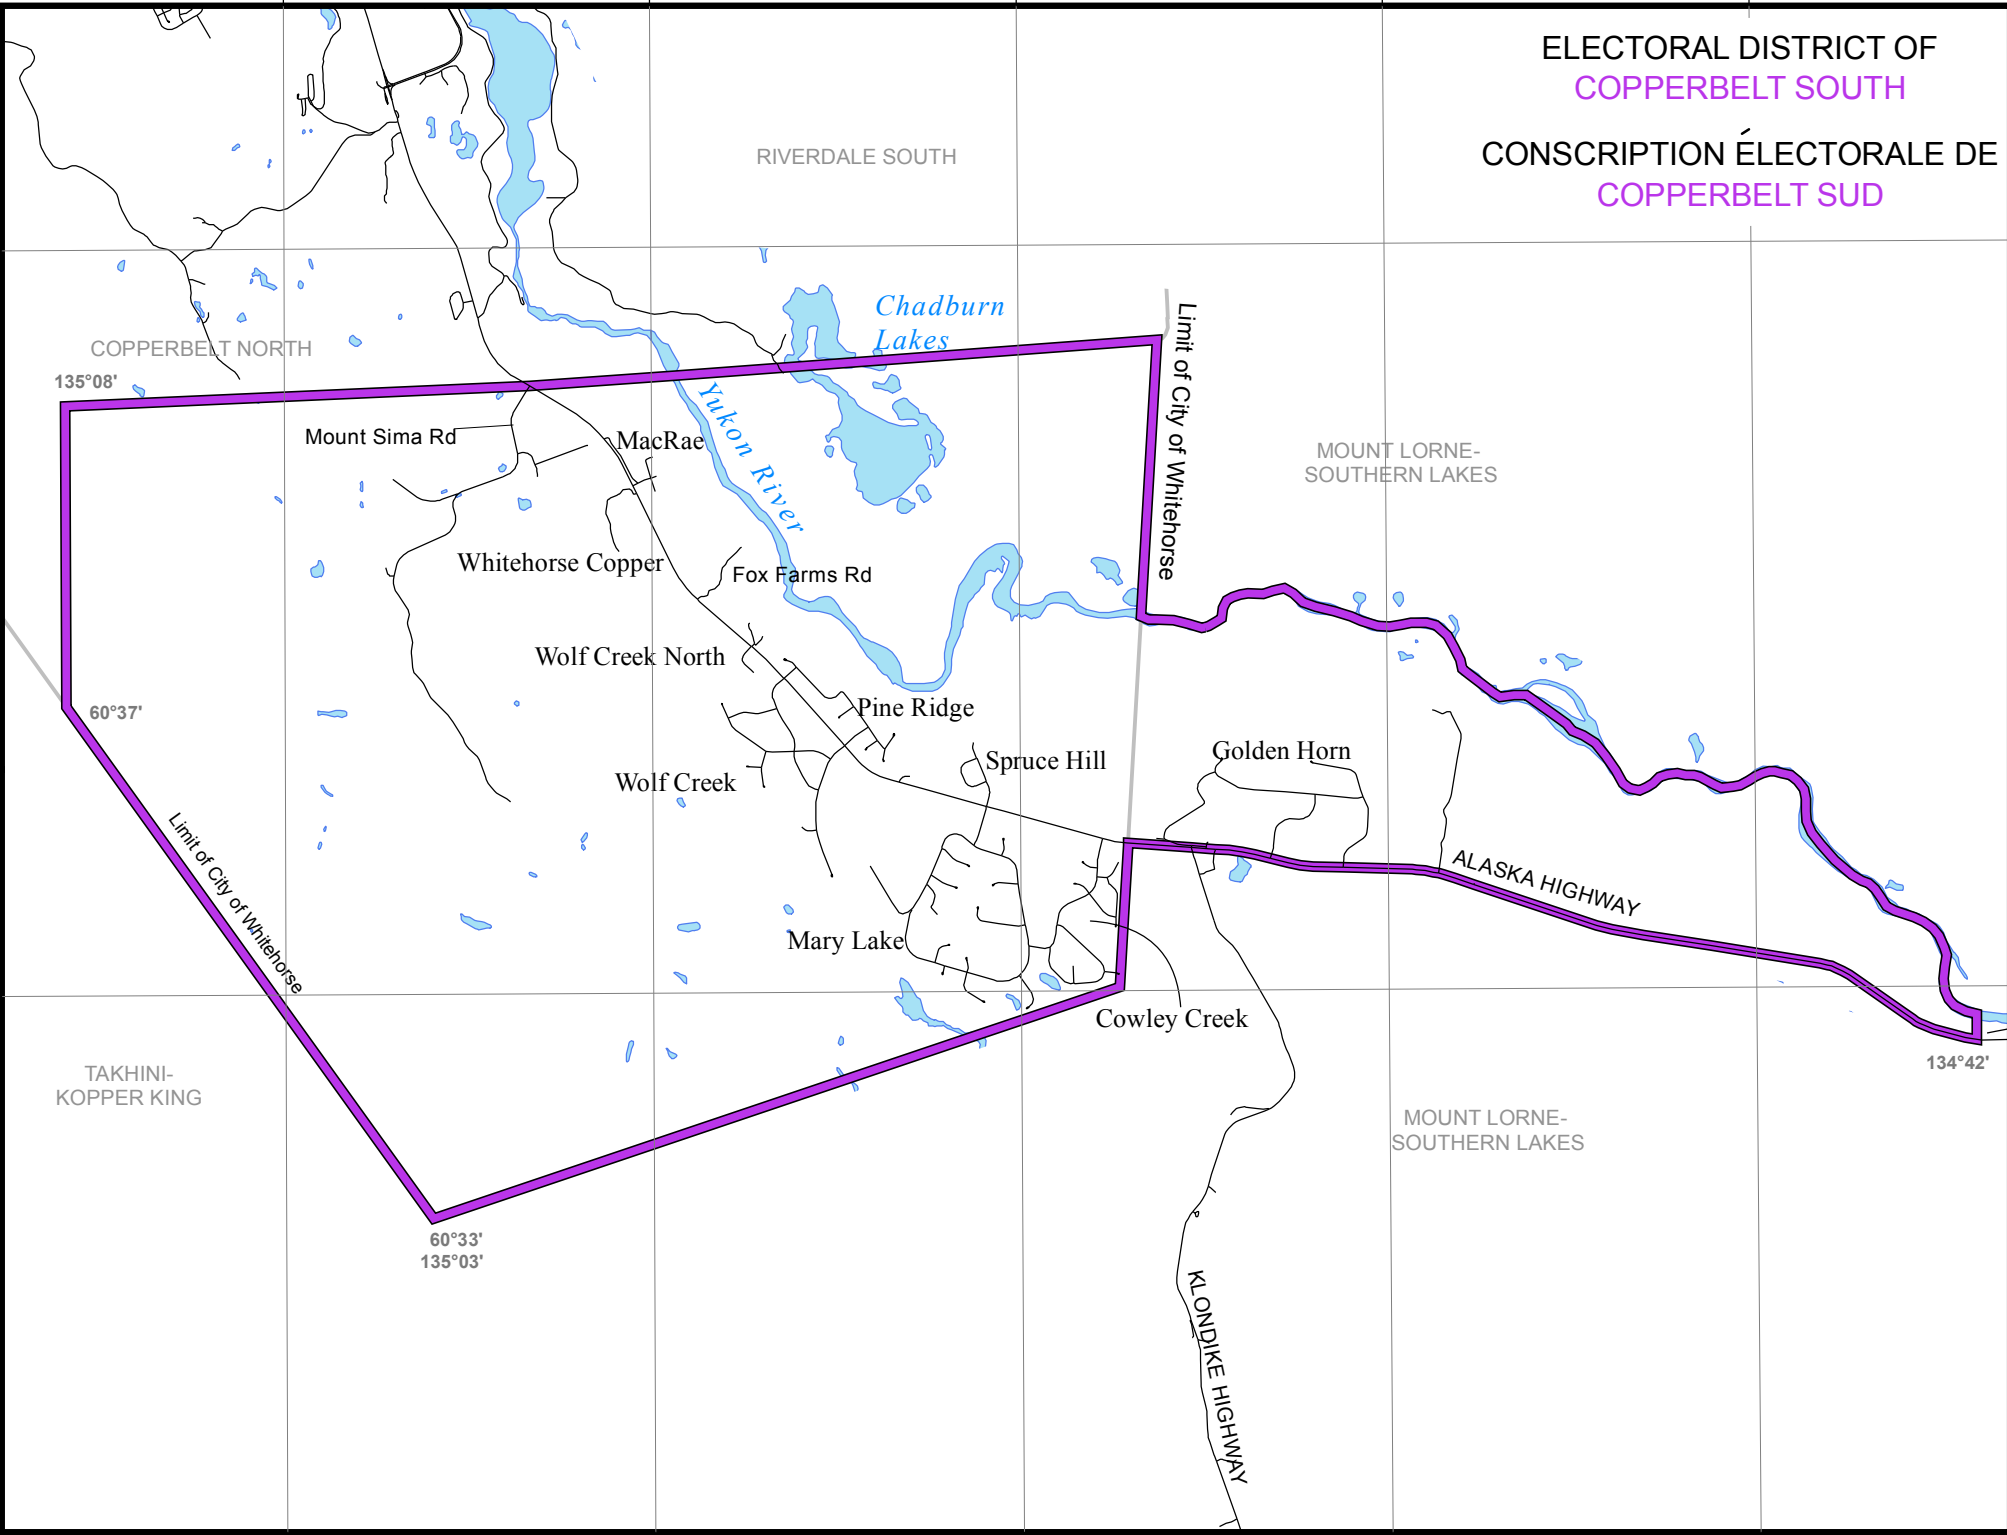 ELECTORAL DISTRICT OF
COPPERBELT SOUTH
CONSCRIPTION ÉLECTORALE DE
COPPERBELT SUD
RIVERDALE SOUTH
Chadburn
Lakes
Limit of City of Whitehorse
COPPERBELT NORTH
135°08'
Mount Sima Rd
MacRae
Yukon River
MOUNT LORNE-
SOUTHERN LAKES
Whitehorse Copper
Fox Farms Rd
Wolf Creek North
60°37'
Pine Ridge
Spruce Hill
Golden Horn
Wolf Creek
Limit of City of Whitehorse
ALASKA HIGHWAY
Mary Lake
Cowley Creek
134°42'
TAKHINI-
KOPPER KING
MOUNT LORNE-
SOUTHERN LAKES
60°33'
135°03'
KLONDIKE HIGHWAY